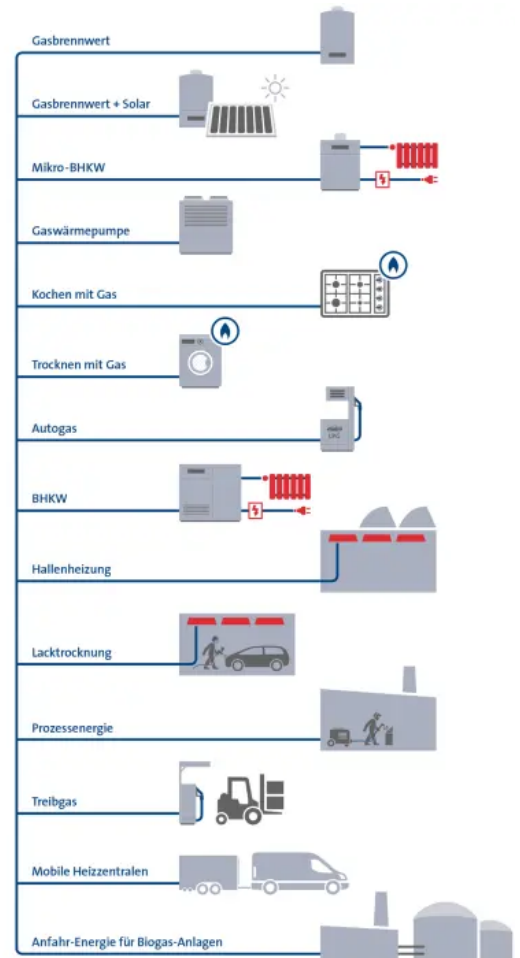 Gasbrennwert
Gasbrennwert + Solar
Mikro-BHKW
Gaswärmepumpe
Kochen mit Gas
Trocknen mit Gas
Autogas
LPG
BHKW
Hallenheizung
Lacktrocknung
Prozessenergie
Treibgas
Mobile Heizzentralen
Anfahr-Energie für Biogas-Anlagen